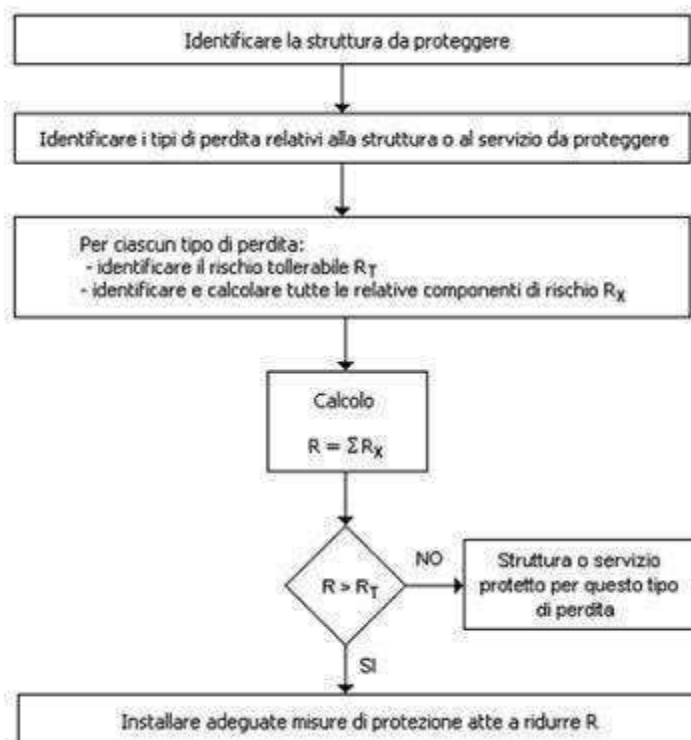 Identificare la struttura da proteggere
Identificare i tipi di perdita relativi alla struttura o al servizio da proteggere
Per ciascun tipo di perdita:
- identificare il rischio tollerabile RT
- identificare e calcolare tutte le relative componenti di rischio RX
Calcolo
R = ΣRX
R > RT
NO
Struttura o servizio
protetto per questo tipo
di perdita
SI
Installare adeguate misure di protezione atte a ridurre R